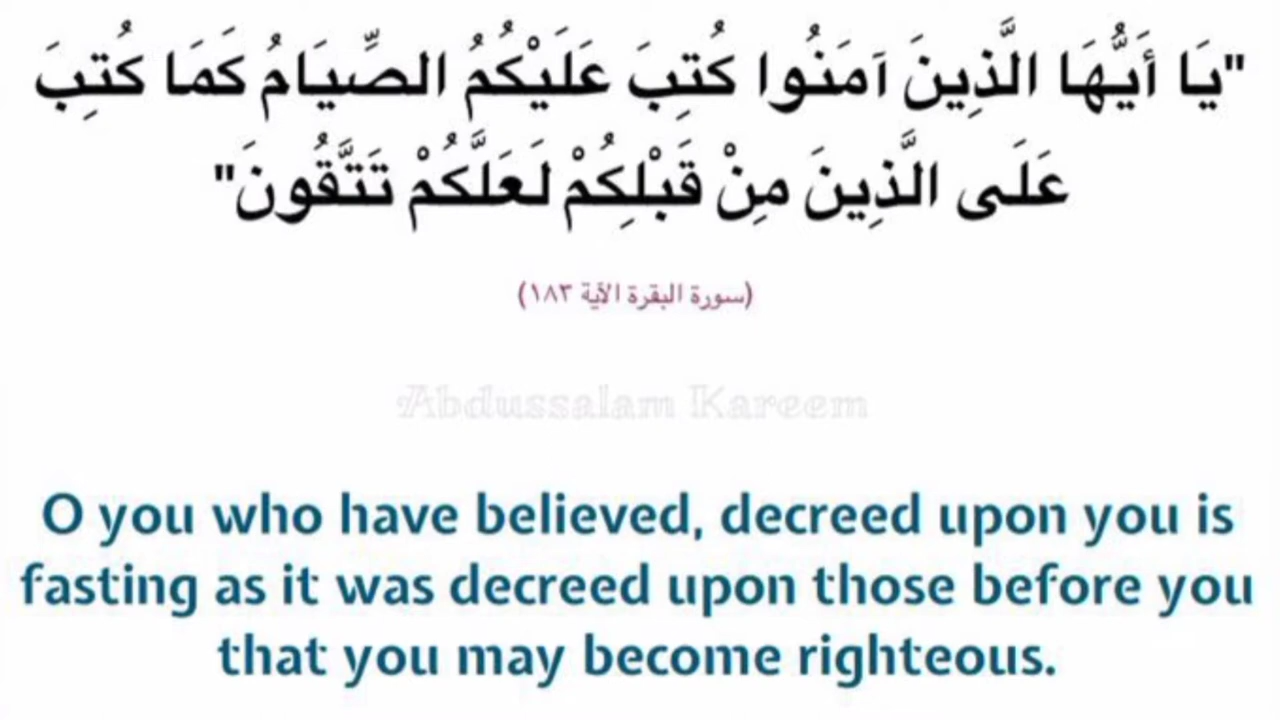 "يَا أَيُّهَا الَّذِينَ آمَنُوا كُتِبَ عَلَيْكُمُ الصِّيَامُ كَمَا كُتِبَ
عَلَى الَّذِينَ مِنْ قَبْلِكُمْ لَعَلَّكُمْ تَتَّقُونَ"
(سورة البقرة الآية ١٨٣)
Abdussalam Kareem
O you who have believed, decreed upon you is
fasting as it was decreed upon those before you
that you may become righteous.